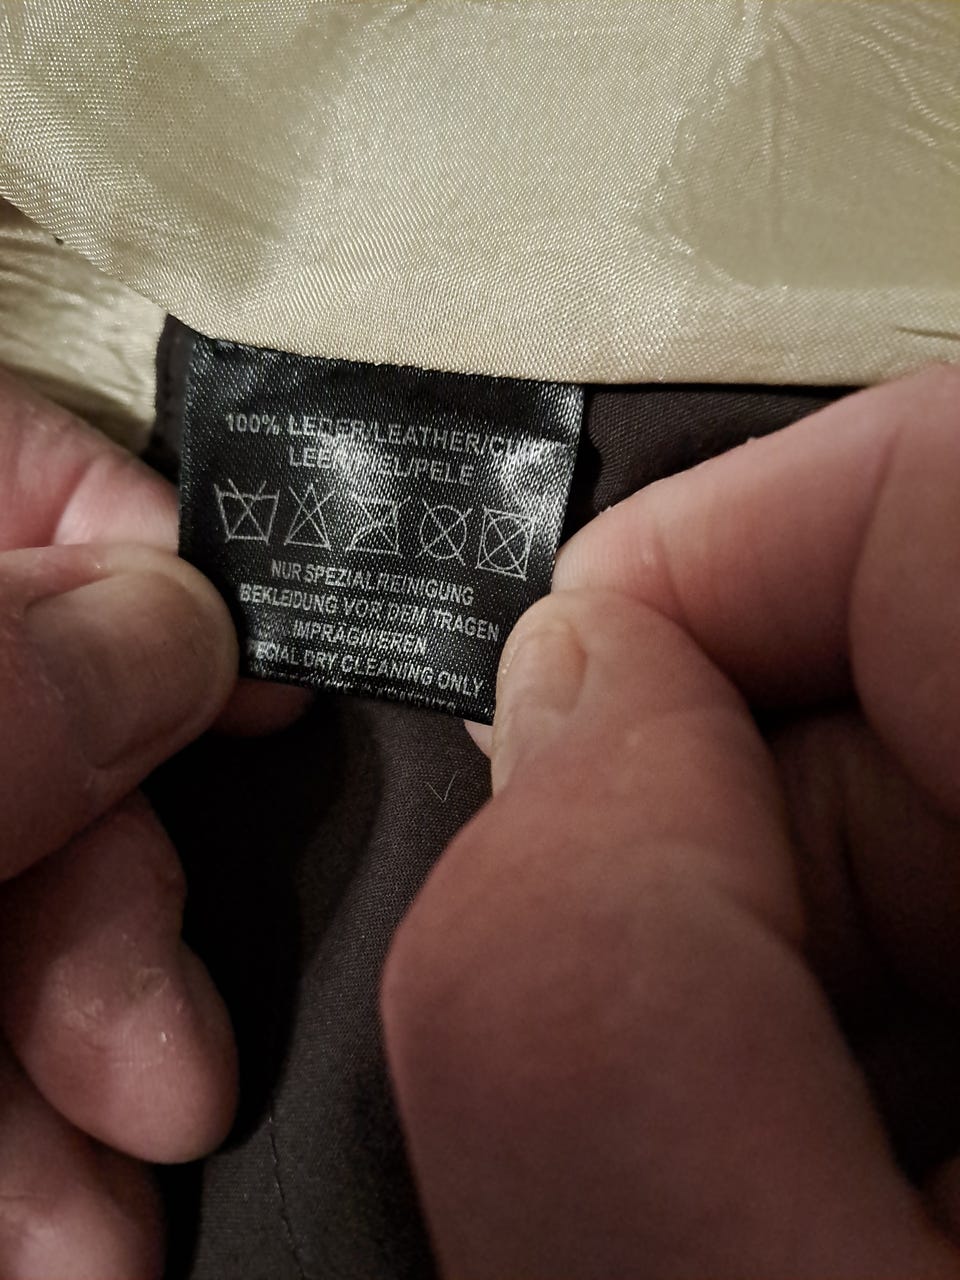 100% LEDER/LEATHER/CUIR
NUR SPEZIALREINIGUNG
BEKLEIDUNG VOR DEM TRAGEN
IMPRAGNIEREN
DRY CLEANING ONLY